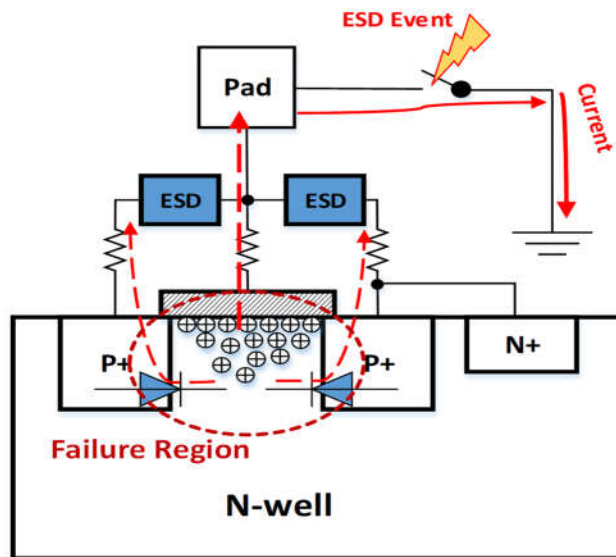 ESD Event
Pad
Current
ESD
ESD
P+
P+
N+
Failure Region
N-well